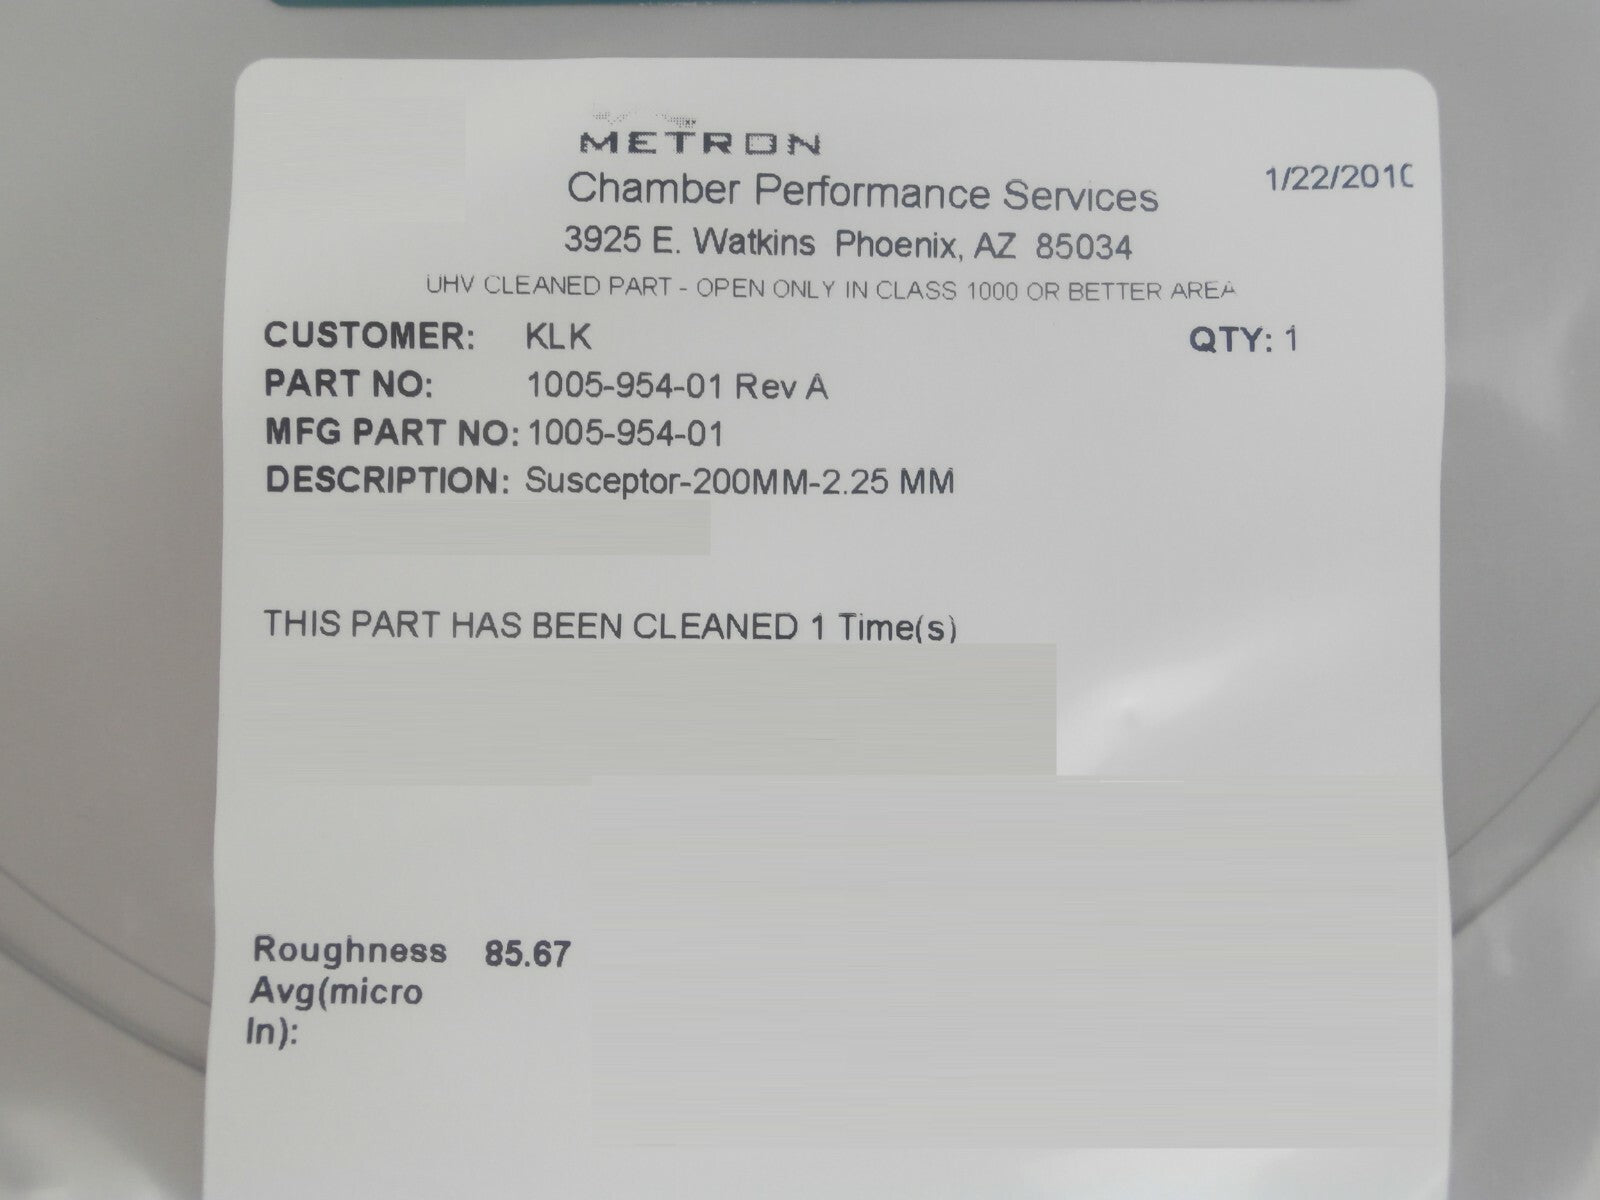 METRON
Chamber Performance Services
1/22/2010
3925 E. Watkins Phoenix, AZ 85034
UHV CLEANED PART - OPEN ONLY IN CLASS 1000 OR BETTER AREA
CUSTOMER: KLK QTY: 1
PART NO: 1005-954-01 Rev A
MFG PART NO: 1005-954-01
DESCRIPTION: Susceptor-200MM-2.25 MM
THIS PART HAS BEEN CLEANED 1 Time(s)
Roughness 85.67
Avg(micro
In):